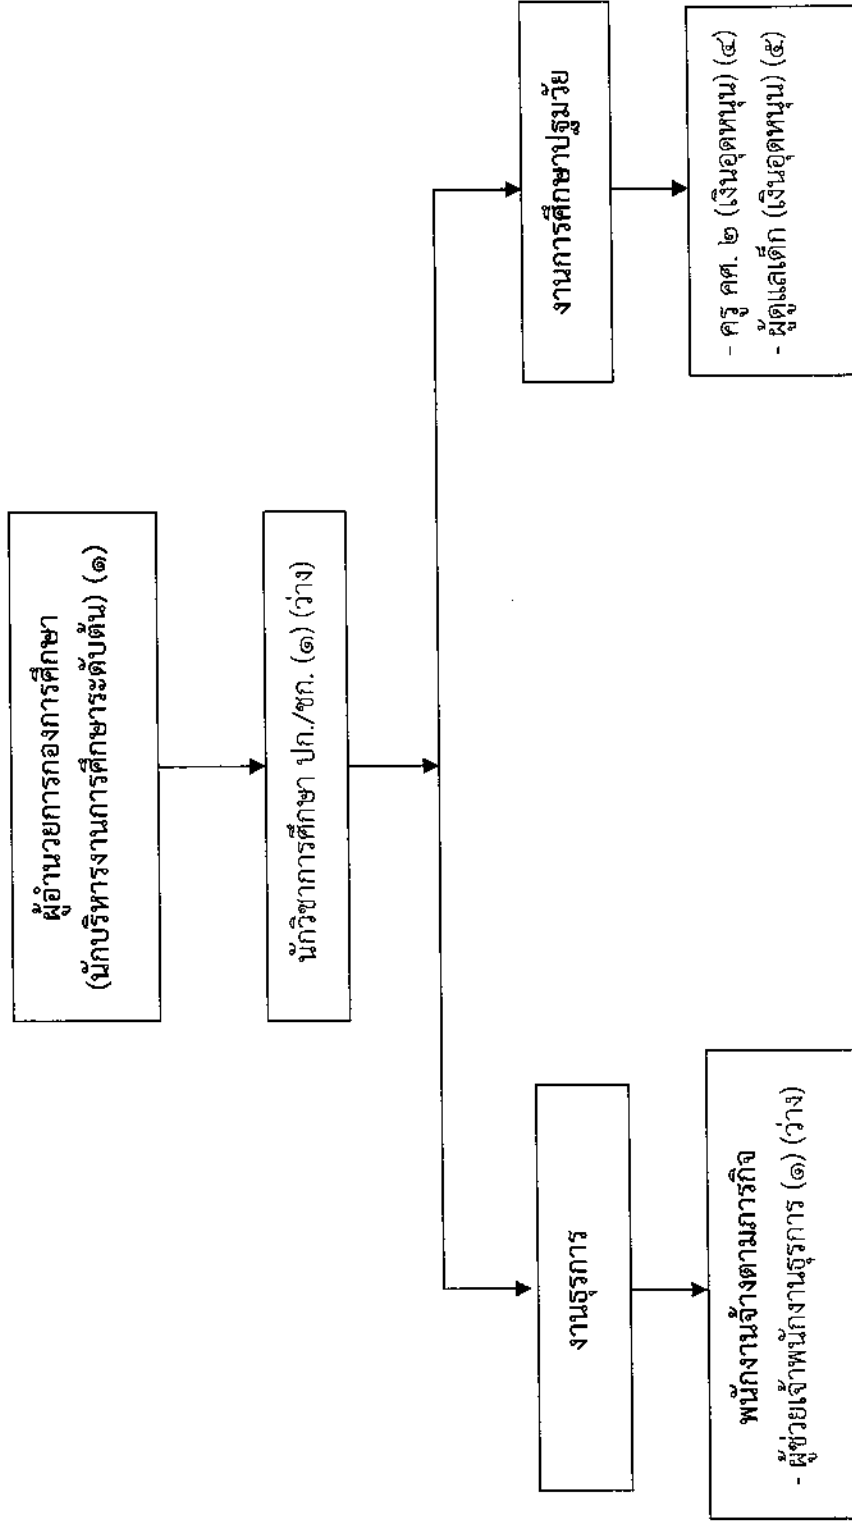 ผู้อำนวยการกองการศึกษา
(นักบริหารงานการศึกษาระดับต้น) (๑)
นักวิชาการศึกษา ปก./ชก. (๑) (ว่าง)
งานธุรการ
พนักงานจ้างตามภารกิจ
- ผู้ช่วยเจ้าพนักงานธุรการ (๑) (ว่าง)
งานการศึกษาปฐมวัย
- ครู คศ. ๒ (เงินอุดหนุน) (๔)
- ผู้ดูแลเด็ก (เงินอุดหนุน) (๕)